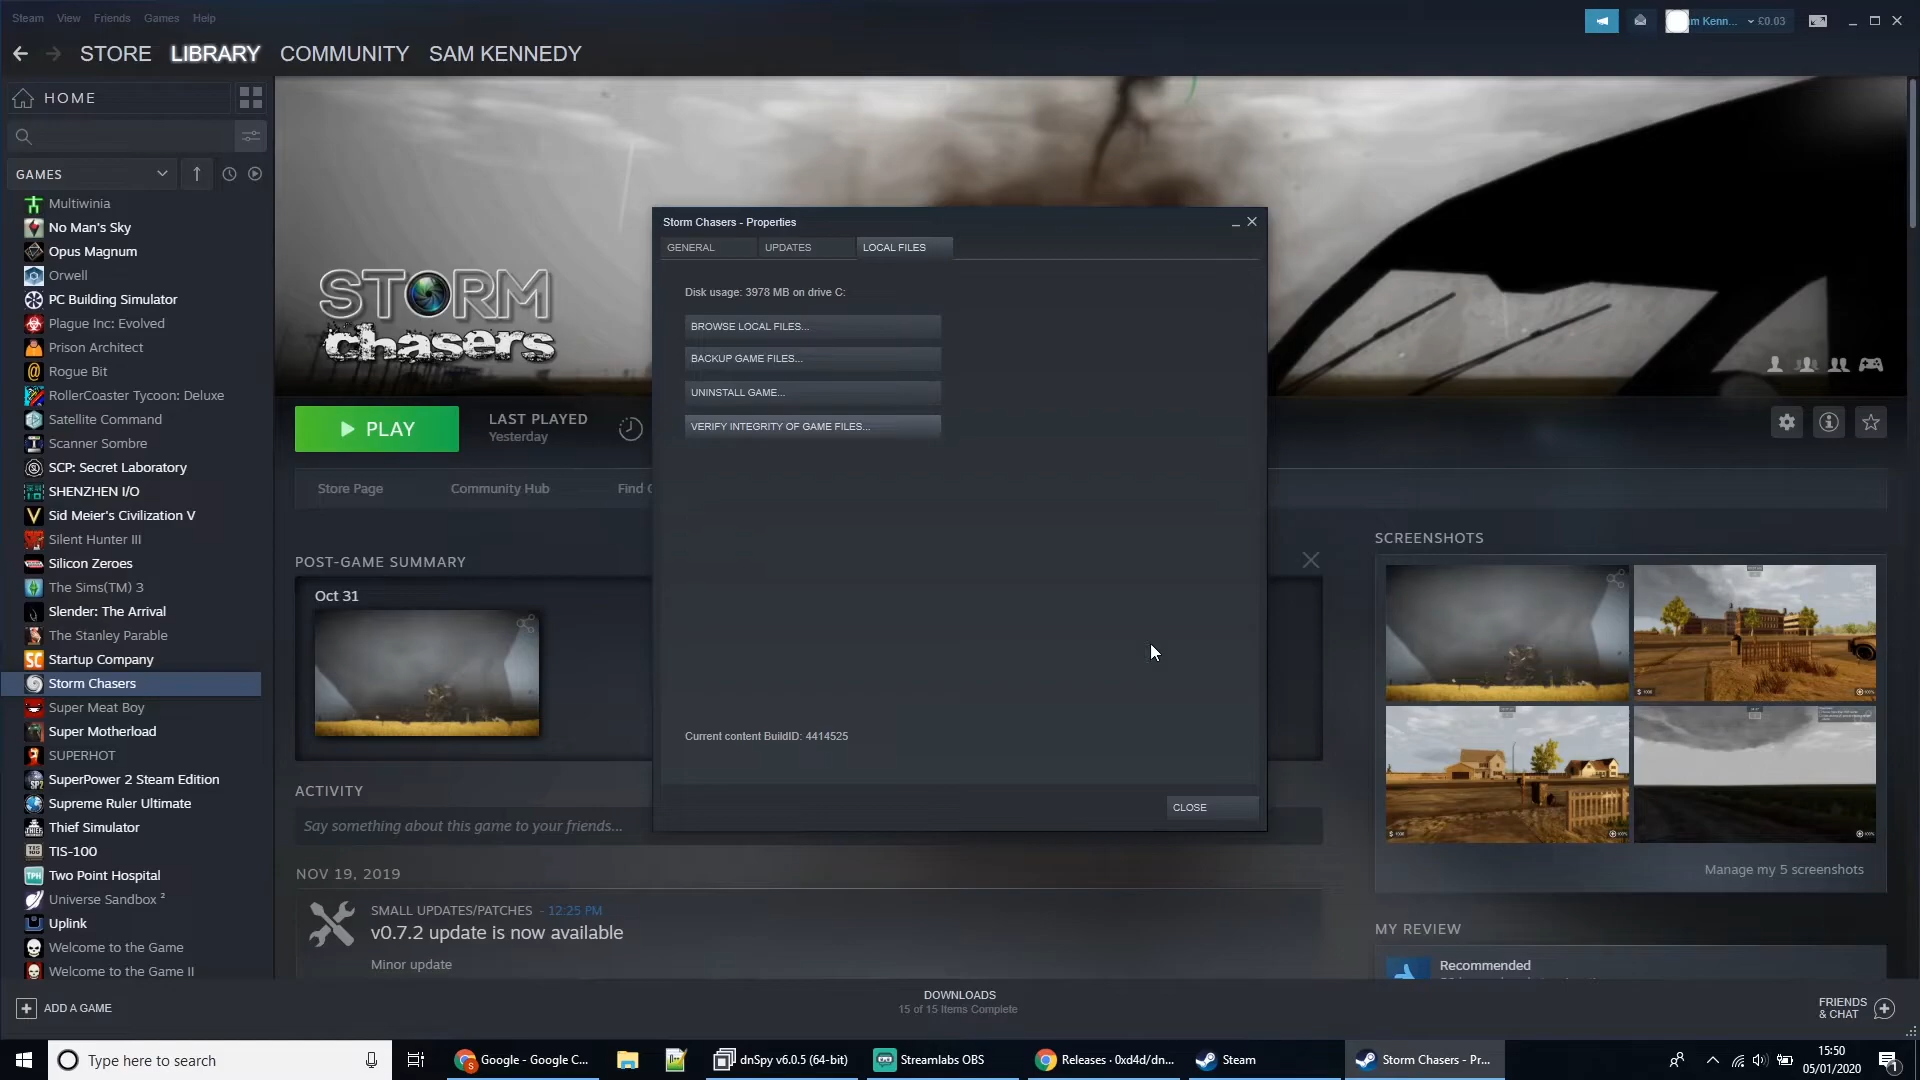 Steam View Friends Games Help
m Kenn... £0.03
STORE LIBRARY COMMUNITY SAM KENNEDY
HOME
GAMES
Multiwinia
No Man's Sky
Opus Magnum
Orwell
PC Building Simulator
Plague Inc: Evolved
Prison Architect
Rogue Bit
RollerCoaster Tycoon: Deluxe
Satellite Command
Scanner Sombre
SCP: Secret Laboratory
SHENZHEN I/O
Sid Meier's Civilization V
Silent Hunter III
Silicon Zeroes
The Sims(TM) 3
Slender: The Arrival
The Stanley Parable
Startup Company
Storm Chasers
Super Meat Boy
Super Motherload
SUPERHOT
SuperPower 2 Steam Edition
Supreme Ruler Ultimate
Thief Simulator
TIS-100
Two Point Hospital
Universe Sandbox ²
Uplink
Welcome to the Game
Welcome to the Game II
ADD A GAME
STORM
chasers
PLAY
LAST PLAYED
Yesterday
Store Page Community Hub Find
POST-GAME SUMMARY
Oct 31
ACTIVITY
Say something about this game to your friends...
NOV 19, 2019
SMALL UPDATES/PATCHES - 12:25 PM
v0.7.2 update is now available
Minor update
Storm Chasers - Properties
GENERAL UPDATES LOCAL FILES
Disk usage: 3978 MB on drive C:
BROWSE LOCAL FILES...
BACKUP GAME FILES...
UNINSTALL GAME...
VERIFY INTEGRITY OF GAME FILES...
Current content BuildID: 4414525
CLOSE
SCREENSHOTS
Manage my 5 screenshots
MY REVIEW
Recommended
DOWNLOADS
15 of 15 Items Complete
FRIENDS
& CHAT
Type here to search
Google - Google C...
dnSpy v6.0.5 (64-bit)
Streamlabs OBS
Releases · 0xd4d/dn...
Steam
Storm Chasers - Pr...
15:50
05/01/2020
1